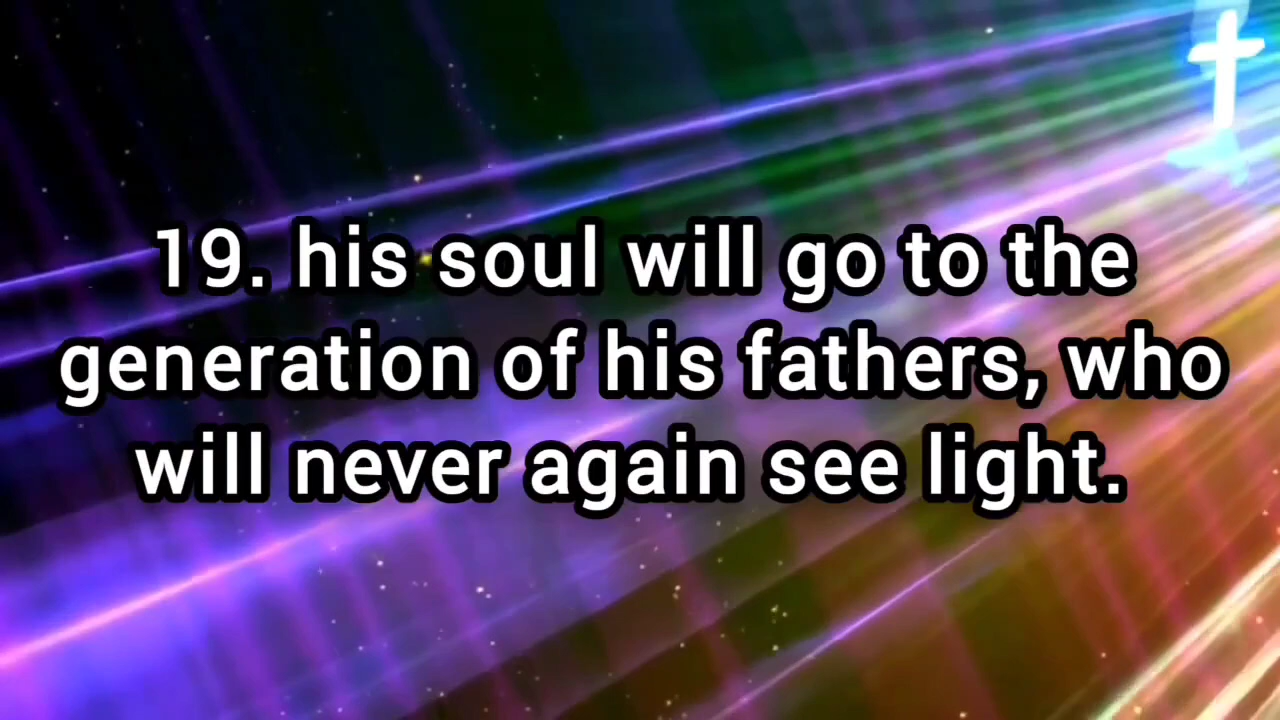 19. his soul will go to the
generation of his fathers, who
will never again see light.